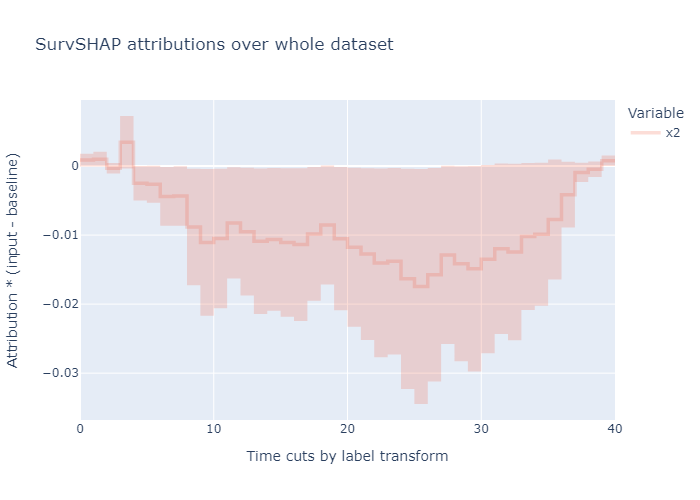 SurvSHAP attributions over whole dataset
Variable
x2
Attribution * (input - baseline)
0
−0.01
−0.02
−0.03
0
10
20
30
40
Time cuts by label transform